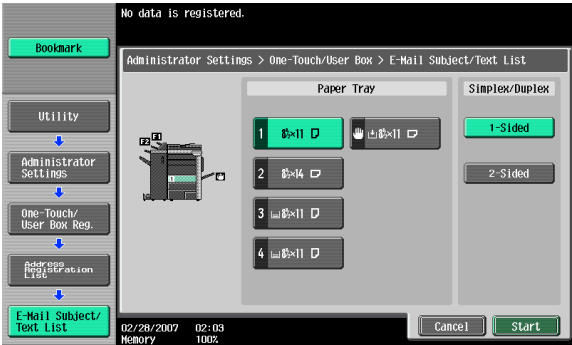 No data is registered.
Bookmark
Administrator Settings > One-Touch/User Box > E-Mail Subject/Text List
Paper Tray
Simplex/Duplex
Utility
Administrator
Settings
One-Touch/
User Box Reg.
Address
Registration
List
E-Mail Subject/
Text List
F2 F1
1
1 8½×11
8½×11
2 8½×14
3 8½×11
4 8½×11
1-Sided
2-Sided
02/28/2007 02:03
Memory 100%
Cancel
Start